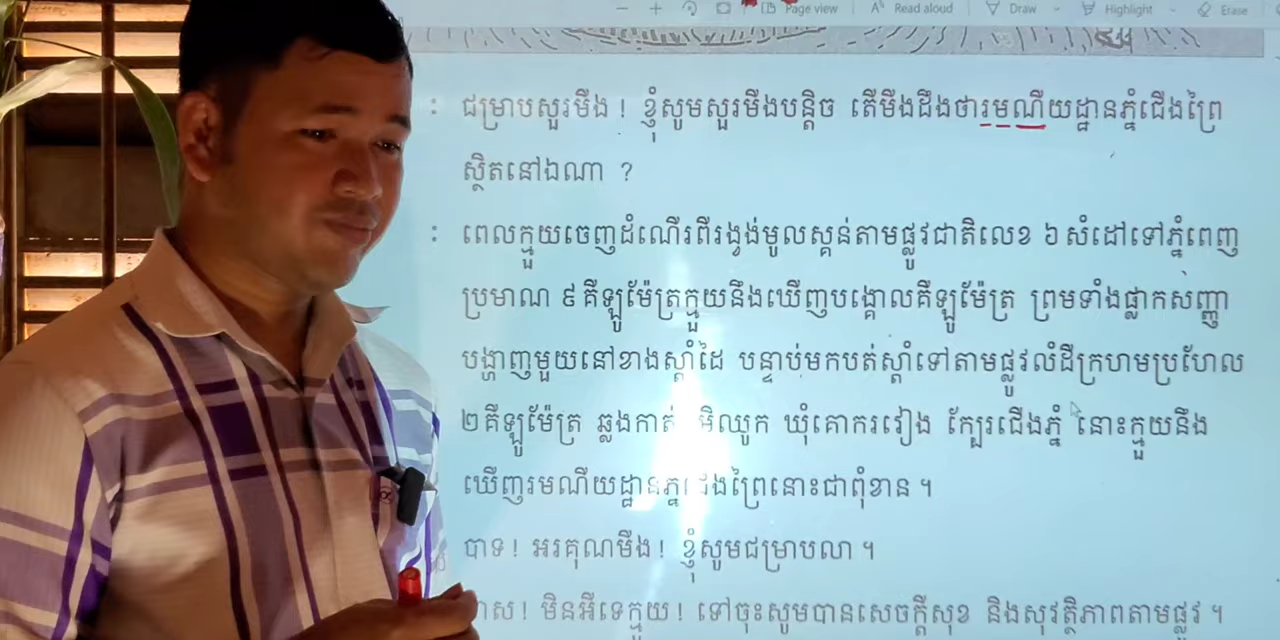 Page view Read aloud Draw Highlight Erase
: ជម្រាបសួរមីង ! ខ្ញុំសូមសួរមីងបន្តិច តើមីងដឹងថារមណីយដ្ឋានភ្នំជើងព្រៃ
ស្ថិតនៅឯណា ?
: ពេលក្មួយចេញដំណើរពីរង្វង់មូលស្គន់តាមផ្លូវជាតិលេខ ៦ សំដៅទៅភ្នំពេញ
ប្រមាណ ៩ គីឡូម៉ែត្រក្មួយនឹងឃើញបង្គោលគីឡូម៉ែត្រ ព្រមទាំងផ្លាកសញ្ញា
បង្ហាញមួយនៅខាងស្តាំដៃ បន្ទាប់មកបត់ស្តាំទៅតាមផ្លូវលំដីក្រហមប្រហែល
២ គីឡូម៉ែត្រ ឆ្លងកាត់ ឈូក ឃុំគោករវៀង ក្បែរជើងភ្នំ នោះក្មួយនឹង
ឃើញរមណីយដ្ឋានភ្នំជើងព្រៃនោះជាពុំខាន ។
បាទ ! អរគុណមីង ! ខ្ញុំសូមជម្រាបលា ។
មិនអីទេក្មួយ ! ទៅចុះសូមបានសេចក្តីសុខ និងសុវត្ថិភាពតាមផ្លូវ ។